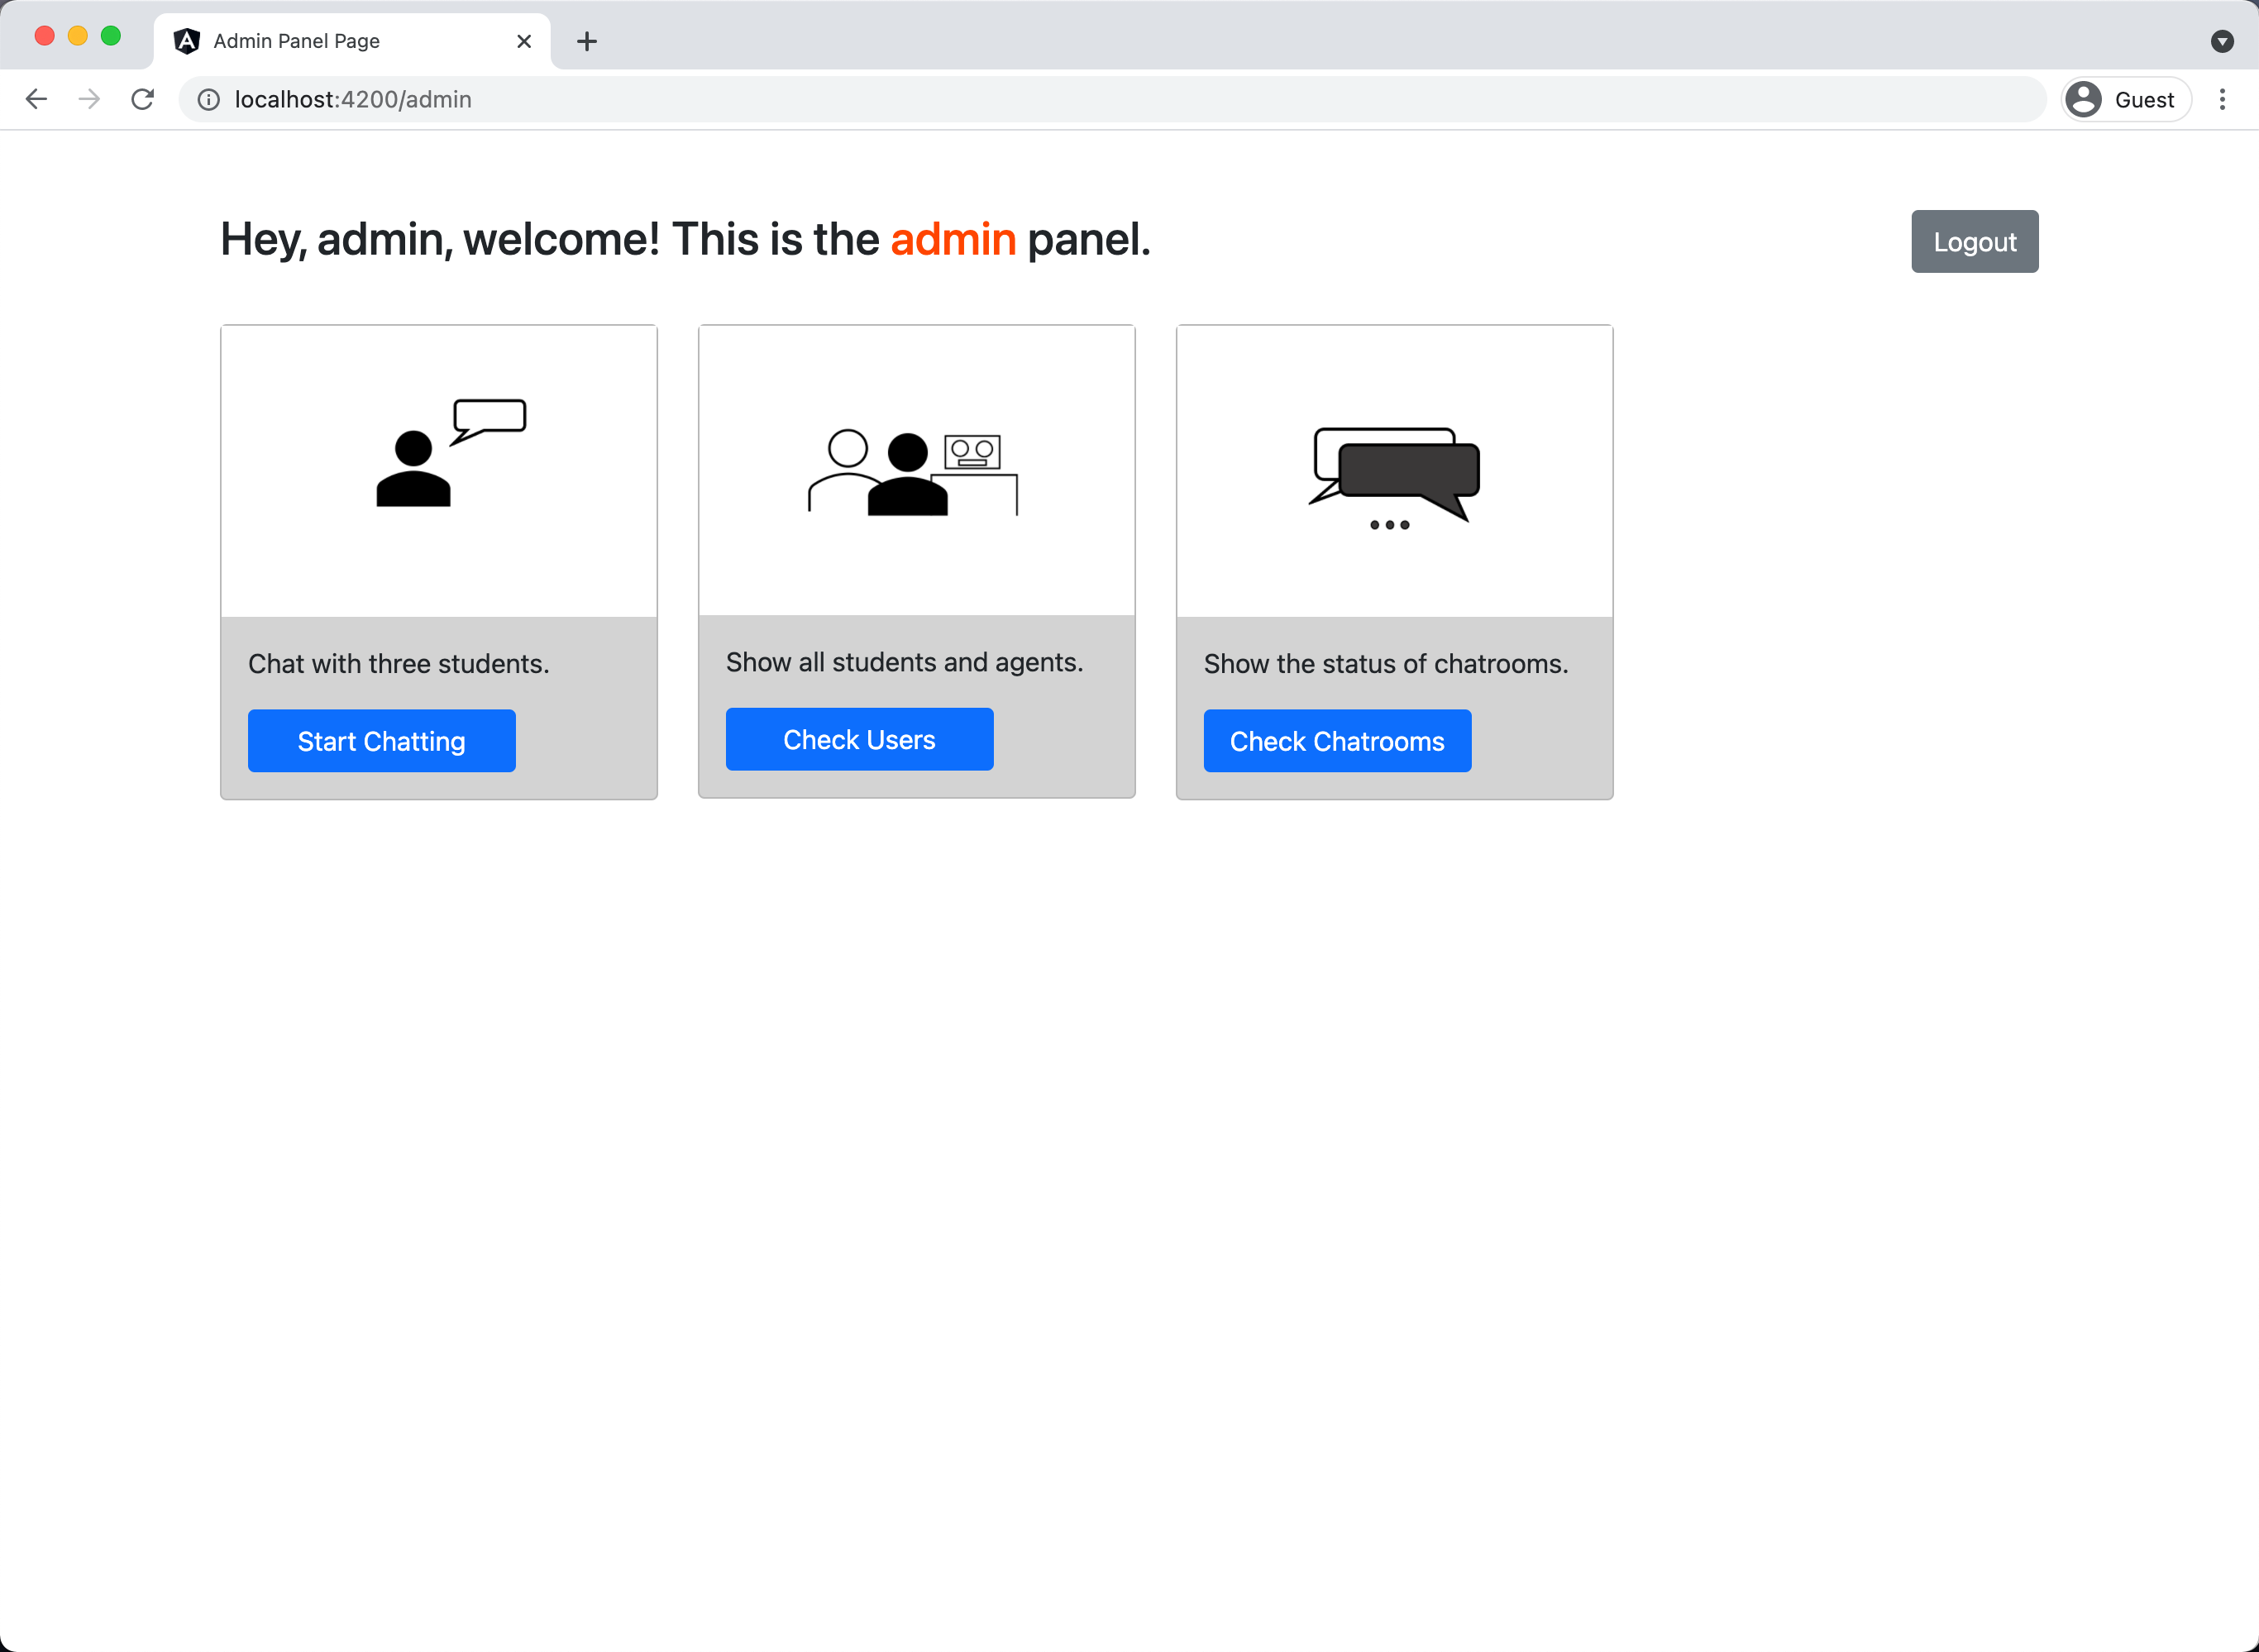 Admin Panel Page
localhost:4200/admin
Guest
Hey, admin, welcome! This is the admin panel.
Logout
Chat with three students.
Start Chatting
Show all students and agents.
Check Users
Show the status of chatrooms.
Check Chatrooms